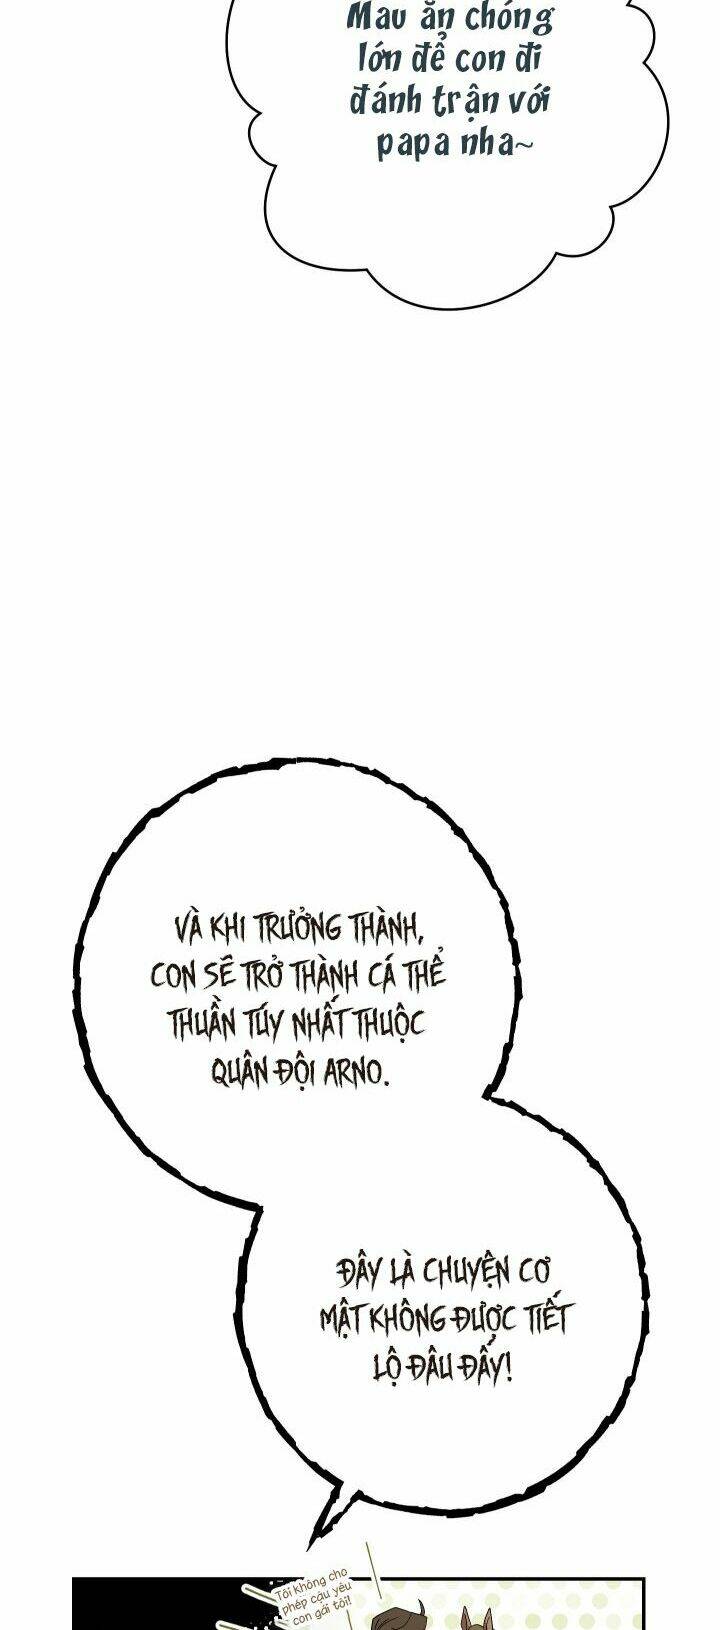 Mau ăn chóng
lớn để con đi
đánh trận với
papa nha~
VÀ KHI TRƯỞNG THÀNH,
CON SẼ TRỞ THÀNH CÁ THỂ
THUẦN TÚY NHẤT THUỘC
QUÂN ĐỘI ARNO.
ĐÂY LÀ CHUYỆN CƠ
MẬT KHÔNG ĐƯỢC TIẾT
LỘ ĐÂU ĐẤY!
Tôi không cho
phép cậu yêu
con gái tôi!